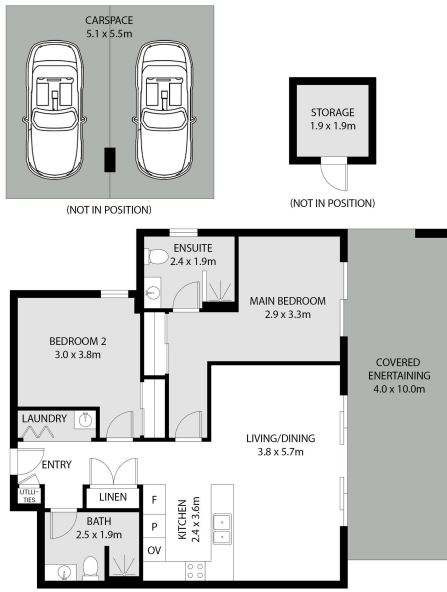 CARSPACE
5.1 x 5.5m
(NOT IN POSITION)
STORAGE
1.9 x 1.9m
(NOT IN POSITION)
ENSUITE
2.4 x 1.9m
MAIN BEDROOM
2.9 x 3.3m
BEDROOM 2
3.0 x 3.8m
COVERED
ENERTAINING
4.0 x 10.0m
LAUNDRY
LIVING/DINING
3.8 x 5.7m
ENTRY
UTLLI-
TIES
LINEN
F
P
OV
KITCHEN
2.4 x 3.6m
BATH
2.5 x 1.9m